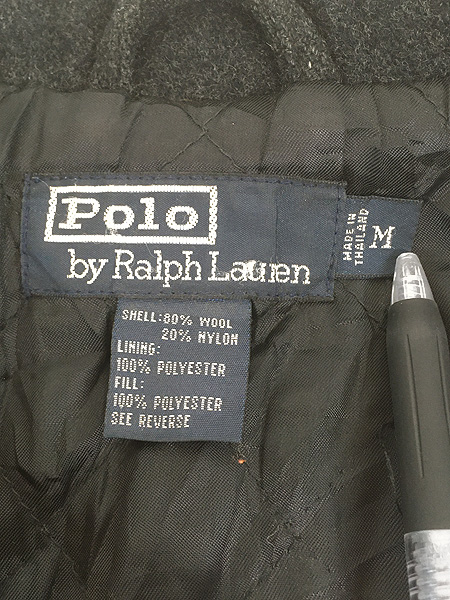 Polo
by Ralph Lauren
MADE IN
THAILAND
M
SHELL: 80% WOOL
20% NYLON
LINING:
100% POLYESTER
FILL:
100% POLYESTER
SEE REVERSE